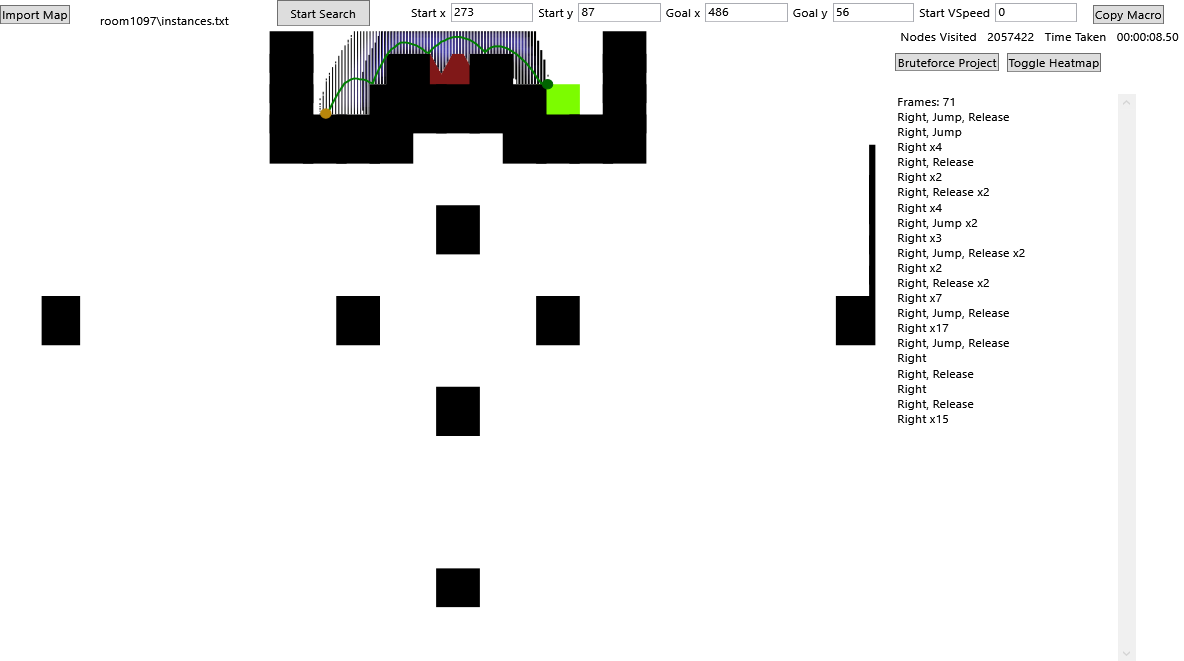 Import Map room1097\instances.txt Start Search Start x 273 Start y 87 Goal x 486 Goal y 56 Start VSpeed 0 Copy Macro
Nodes Visited 2057422 Time Taken 00:00:08.50
Bruteforce Project Toggle Heatmap
Frames: 71
Right, Jump, Release
Right, Jump
Right x4
Right, Release
Right x2
Right, Release x2
Right x4
Right, Jump x2
Right x3
Right, Jump, Release x2
Right x2
Right, Release x2
Right x7
Right, Jump, Release
Right x17
Right, Jump, Release
Right
Right, Release
Right
Right, Release
Right x15